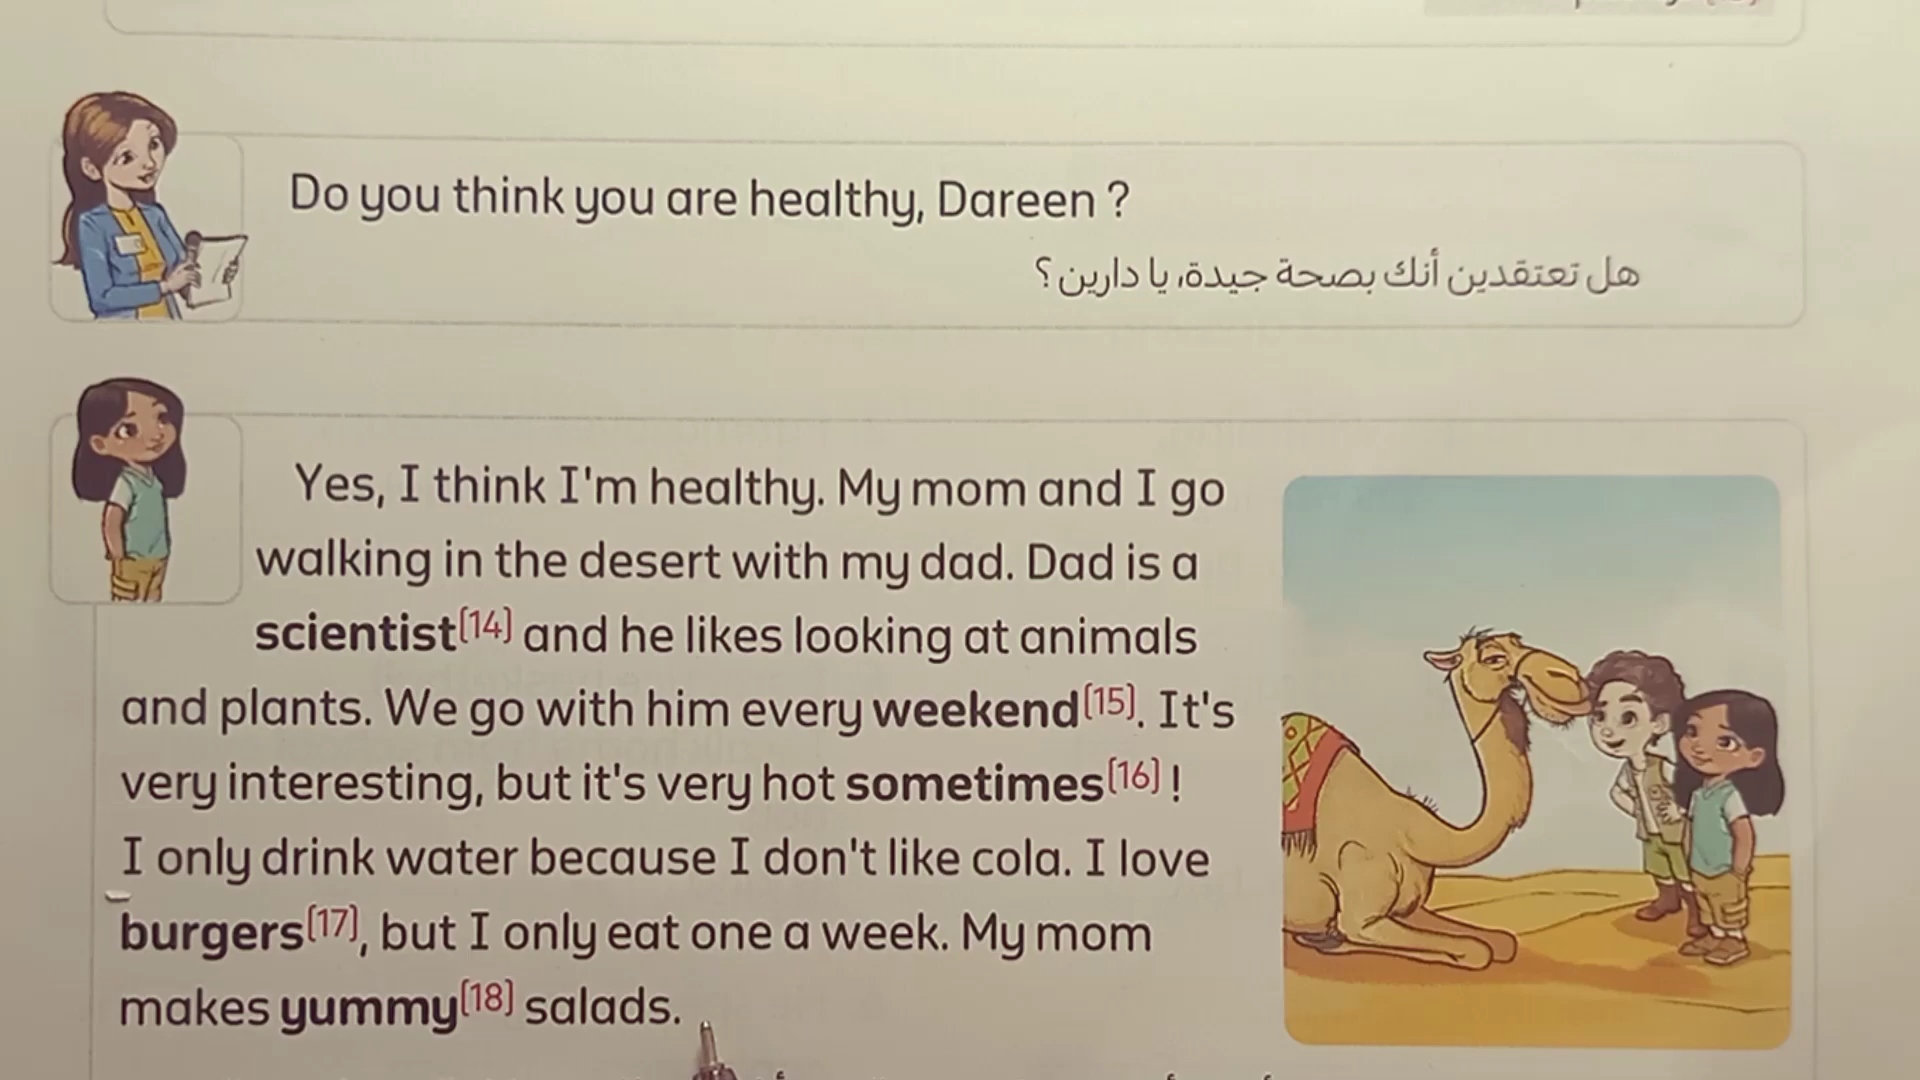 Do you think you are healthy, Dareen ?
هل تعتقدين أنك بصحة جيدة، يا دارين ؟
Yes, I think I'm healthy. My mom and I go
walking in the desert with my dad. Dad is a
scientist[14] and he likes looking at animals
and plants. We go with him every weekend[15]. It's
very interesting, but it's very hot sometimes[16] !
I only drink water because I don't like cola. I love
burgers[17], but I only eat one a week. My mom
makes yummy[18] salads.